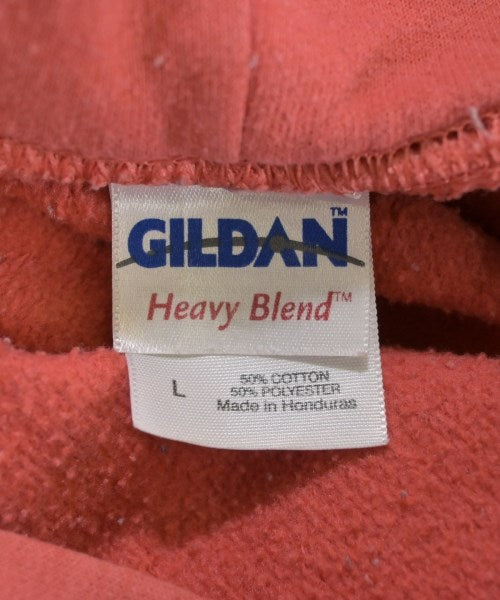 GILDAN™
Heavy Blend™
L
50% COTTON
50% POLYESTER
Made in Honduras